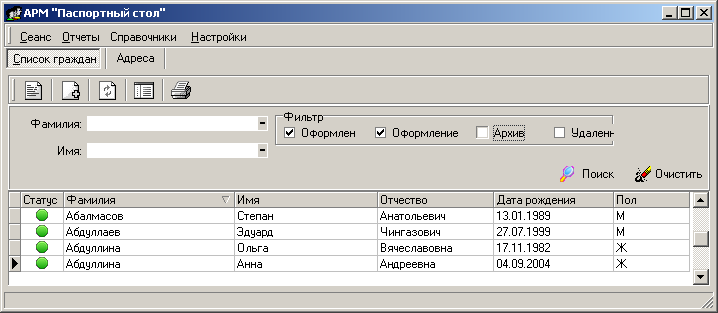 АРМ "Паспортный стол"
Сеанс Отчеты Справочники Настройки
Список граждан Адреса
Фамилия:
Имя:
Фильтр
Оформлен Оформление Архив Удаленн
Поиск Очистить
Статус Фамилия Имя Отчество Дата рождения Пол
Абалмасов Степан Анатольевич 13.01.1989 М
Абдуллаев Эдуард Чингазович 27.07.1999 М
Абдуллина Ольга Вячеславовна 17.11.1982 Ж
Абдуллина Анна Андреевна 04.09.2004 Ж